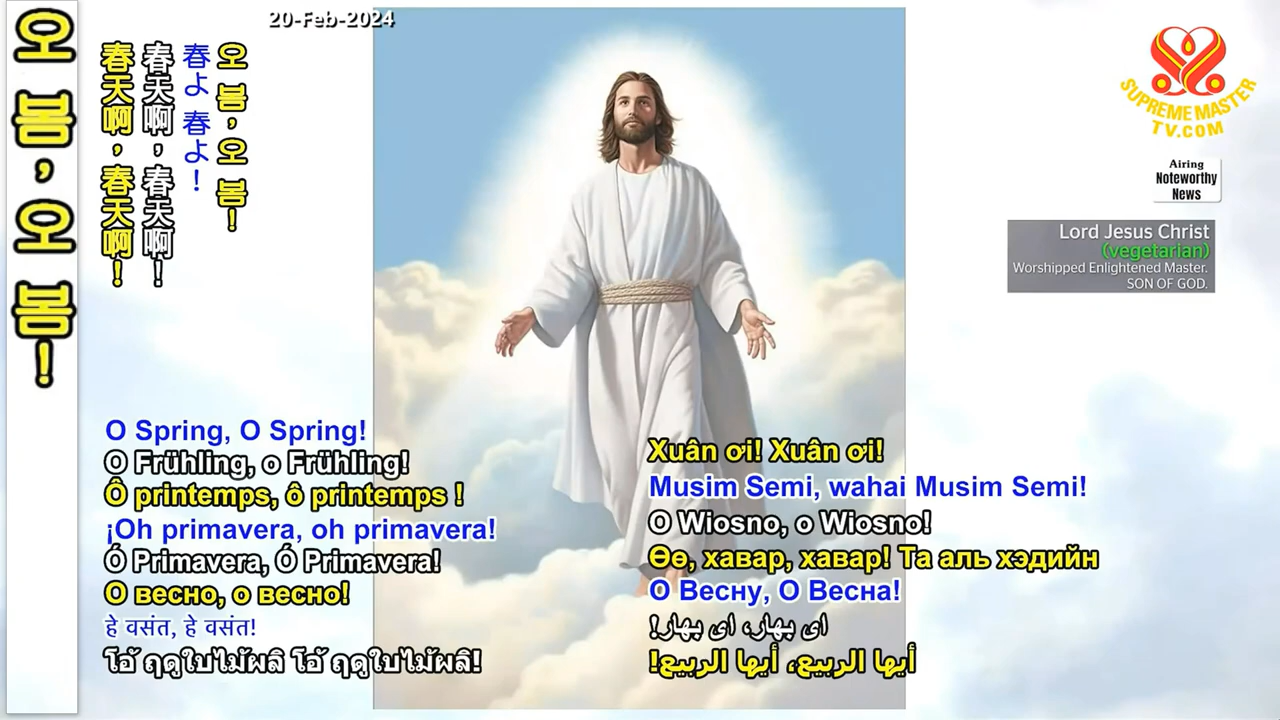 20-Feb-2024
오 봄, 오 봄!
春天啊，春天啊！
春天啊，春天啊！
春よ 春よ！
오 봄, 오 봄!
SUPREME MASTER
TV.COM
Airing
Noteworthy
News
Lord Jesus Christ
(vegetarian)
Worshipped Enlightened Master.
SON OF GOD.
O Spring, O Spring!
O Frühling, o Frühling!
Ô printemps, ô printemps !
¡Oh primavera, oh primavera!
Ó Primavera, Ó Primavera!
О весно, о весно!
हे वसंत, हे वसंत!
โอ้ ฤดูใบไม้ผลิ โอ้ ฤดูใบไม้ผลิ!
Xuân ơi! Xuân ơi!
Musim Semi, wahai Musim Semi!
O Wiosno, o Wiosno!
Өө, хавар, хавар! Та аль хэдийн
О Весну, О Весна!
ای بهار، ای بهار!
أيها الربيع، أيها الربيع!